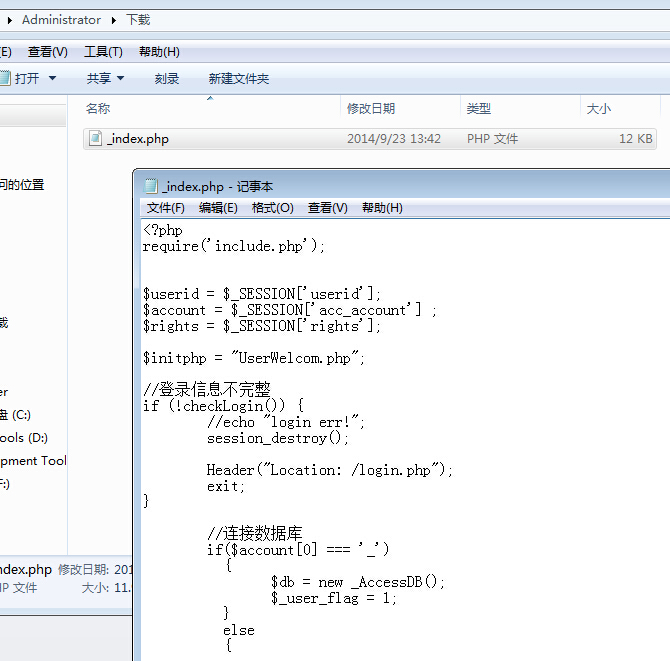 Administrator 下载
(E) 查看(V) 工具(T) 帮助(H)
打开 共享 刻录 新建文件夹
名称 修改日期 类型 大小
_index.php 2014/9/23 13:42 PHP 文件 12 KB
问的位置
载
er
盘 (C:)
ools (D:)
pment Tool
F:)
ndex.php 修改日期: 201
HP 文件 大小: 11.
_index.php - 记事本
文件(F) 编辑(E) 格式(O) 查看(V) 帮助(H)
<?php
require('include.php');
$userid = $_SESSION['userid'];
$account = $_SESSION['acc_account'] ;
$rights = $_SESSION['rights'];
$initphp = "UserWelcom.php";
//登录信息不完整
if (!checkLogin()) {
//echo "login err!";
session_destroy();
Header("Location: /login.php");
exit;
}
//连接数据库
if($account[0] === '_')
{
$db = new _AccessDB();
$_user_flag = 1;
}
else
{